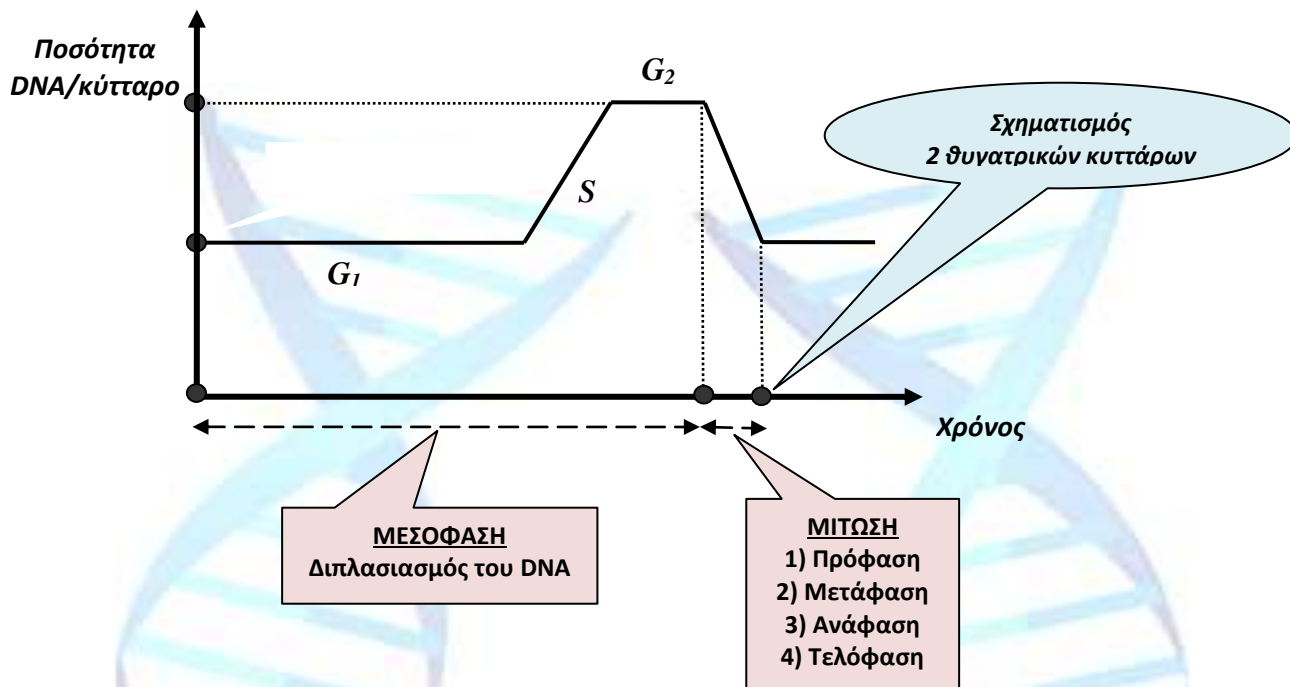 Ποσότητα
DNA/κύτταρο
G2
Σχηματισμός
2 θυγατρικών κυττάρων
S
G1
Χρόνος
ΜΕΣΟΦΑΣΗ
Διπλασιασμός του DNA
ΜΙΤΩΣΗ
1) Πρόφαση
2) Μετάφαση
3) Ανάφαση
4) Τελόφαση